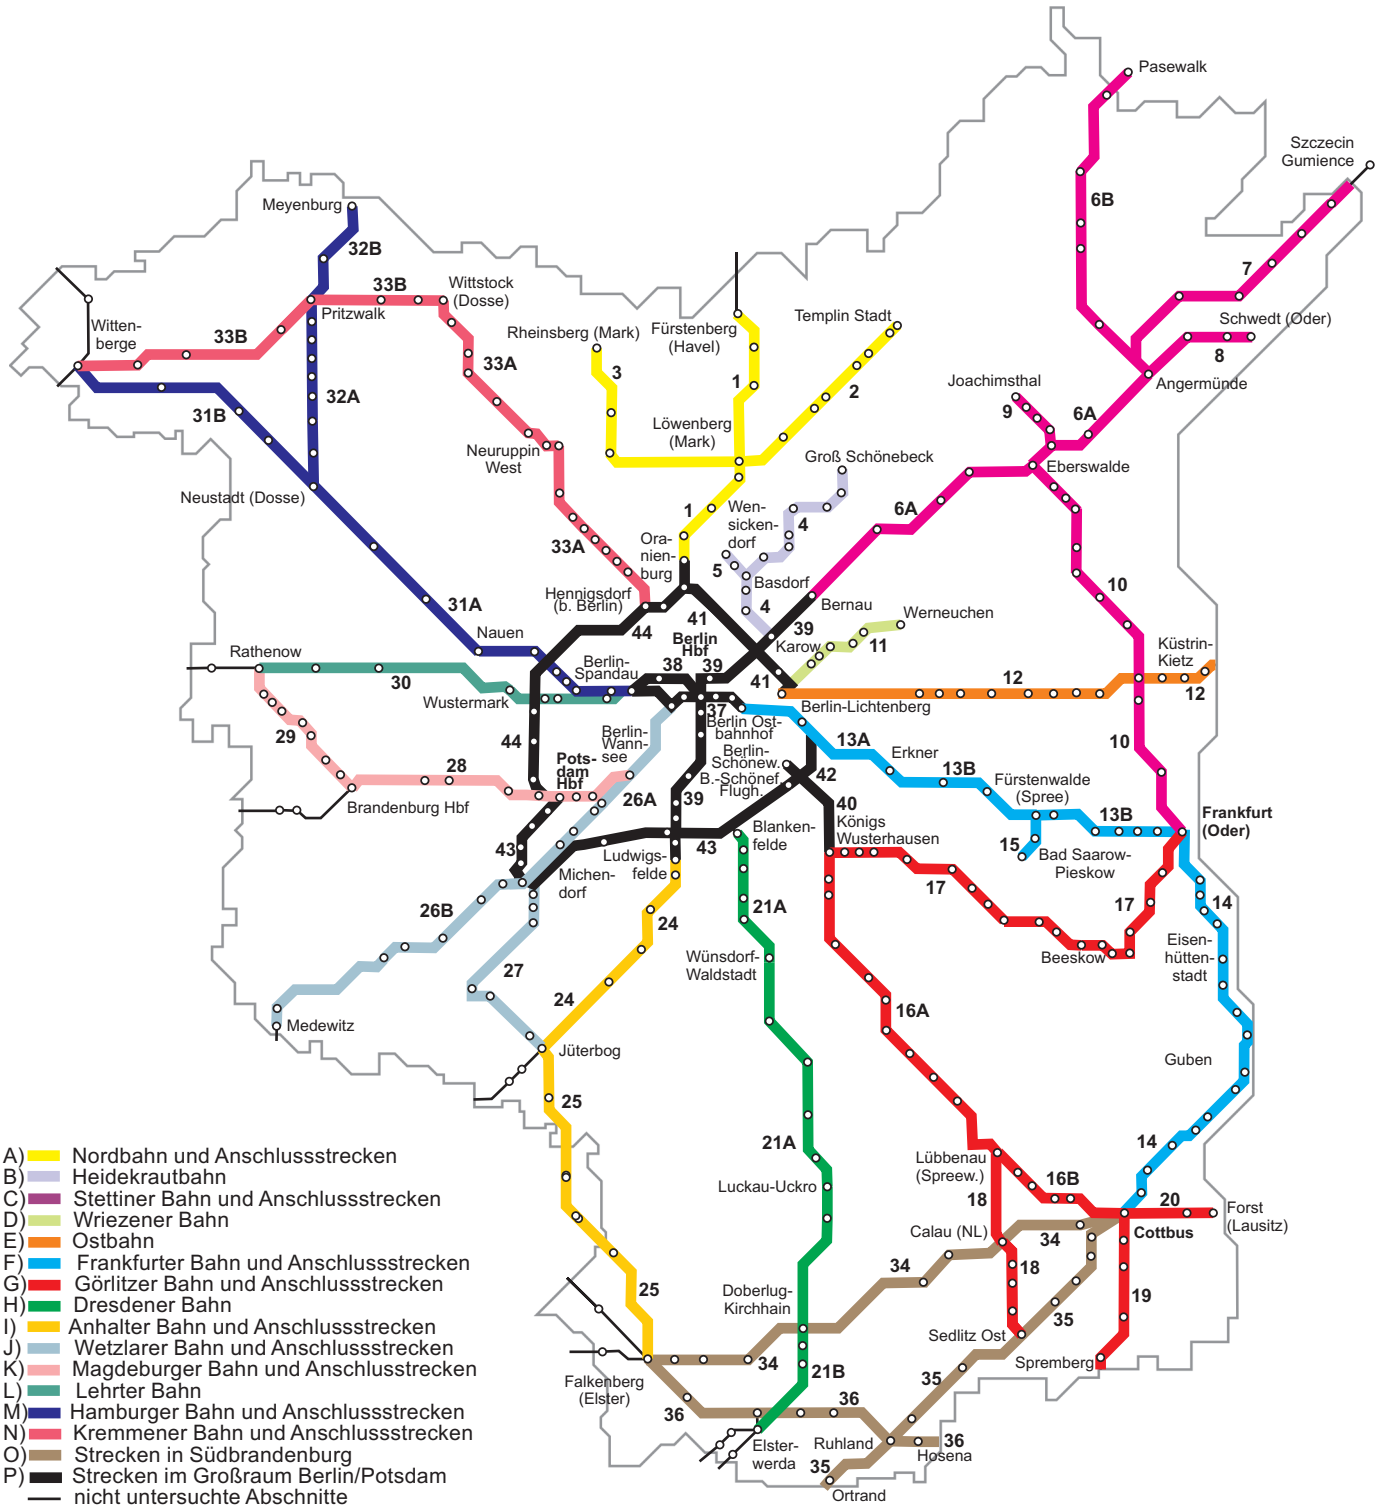 Pasewalk
Szczecin
Gumience
6B
7
Schwedt (Oder)
8
Angermünde
Meyenburg
32B
33B
Wittstock
(Dosse)
Pritzwalk
Witten-
berge
33B
33A
Rheinsberg (Mark)
Fürstenberg
(Havel)
Templin Stadt
3
1
2
Joachimsthal
9
6A
Eberswalde
31B
32A
Neuruppin
West
Löwenberg
(Mark)
Groß Schönebeck
Neustadt (Dosse)
1
Wen-
sicken-
dorf
4
6A
33A
Ora-
nien-
burg
5
Basdorf
10
31A
Hennigsdorf
(b. Berlin)
41
4
Bernau
39
Werneuchen
Nauen
44
Berlin
Hbf
Karow
11
Küstrin-
Kietz
Rathenow
Berlin-
Spandau
38
39
41
12
12
30
Wustermark
37
Berlin-Lichtenberg
29
44
Berlin-
Wann-
see
Berlin Ost-
bahnhof
13A
Erkner
10
28
Pots-
dam
Hbf
Berlin-
Schönew.
B.-Schönef.
Flugh.
42
13B
Fürstenwalde
(Spree)
Brandenburg Hbf
26A
39
40
13B
Frankfurt
(Oder)
43
Ludwigs-
felde
43
Blanken-
felde
Königs
Wusterhausen
15
Bad Saarow-
Pieskow
Michen-
dorf
17
17
26B
24
21A
14
Wünsdorf-
Waldstadt
Beeskow
Eisen-
hütten-
stadt
27
24
16A
Medewitz
Jüterbog
Guben
25
21A
14
Lübbenau
(Spreew.)
16B
Luckau-Uckro
18
20
Forst
(Lausitz)
Calau (NL)
34
Cottbus
34
18
25
Doberlug-
Kirchhain
35
19
Sedlitz Ost
34
21B
35
Spremberg
Falkenberg
(Elster)
36
36
Elster-
werda
Ruhland
36
Hosena
35
Ortrand
A) Nordbahn und Anschlussstrecken
B) Heidekrautbahn
C) Stettiner Bahn und Anschlussstrecken
D) Wriezener Bahn
E) Ostbahn
F) Frankfurter Bahn und Anschlussstrecken
G) Görlitzer Bahn und Anschlussstrecken
H) Dresdener Bahn
I) Anhalter Bahn und Anschlussstrecken
J) Wetzlarer Bahn und Anschlussstrecken
K) Magdeburger Bahn und Anschlusstrecken
L) Lehrter Bahn
M) Hamburger Bahn und Anschlussstrecken
N) Kremmener Bahn und Anschlussstrecken
O) Strecken in Südbrandenburg
P) Strecken im Großraum Berlin/Potsdam
nicht untersuchte Abschnitte